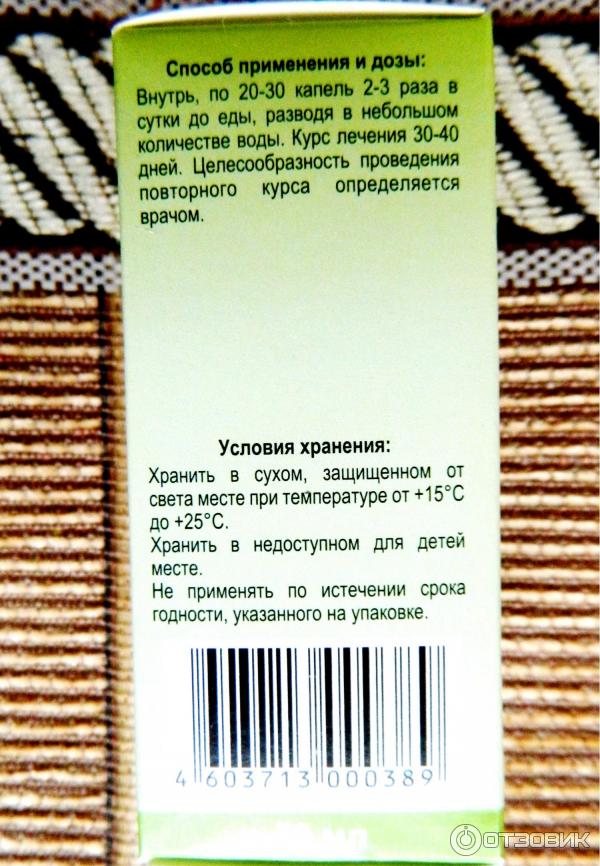 Способ применения и дозы:
Внутрь, по 20-30 капель 2-3 раза в
сутки до еды, разводя в небольшом
количестве воды. Курс лечения 30-40
дней. Целесообразность проведения
повторного курса определяется
врачом.
Условия хранения:
Хранить в сухом, защищенном от
света месте при температуре от +15°C
до +25°C.
Хранить в недоступном для детей
месте.
Не применять по истечении срока
годности, указанного на упаковке.
4 603713 000389
ОТЗОВИК